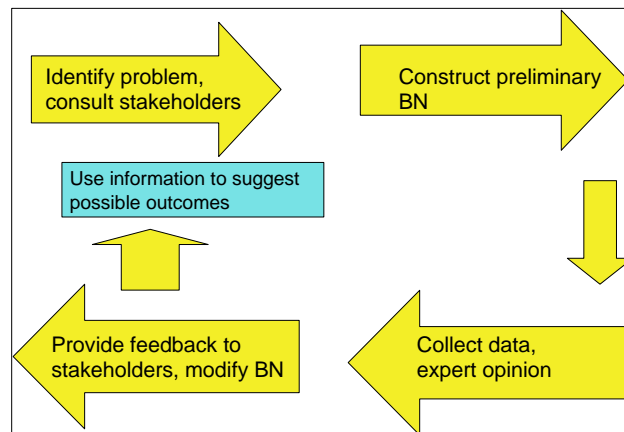 Identify problem,
consult stakeholders
Construct preliminary
BN
Use information to suggest
possible outcomes
Provide feedback to
stakeholders, modify BN
Collect data,
expert opinion